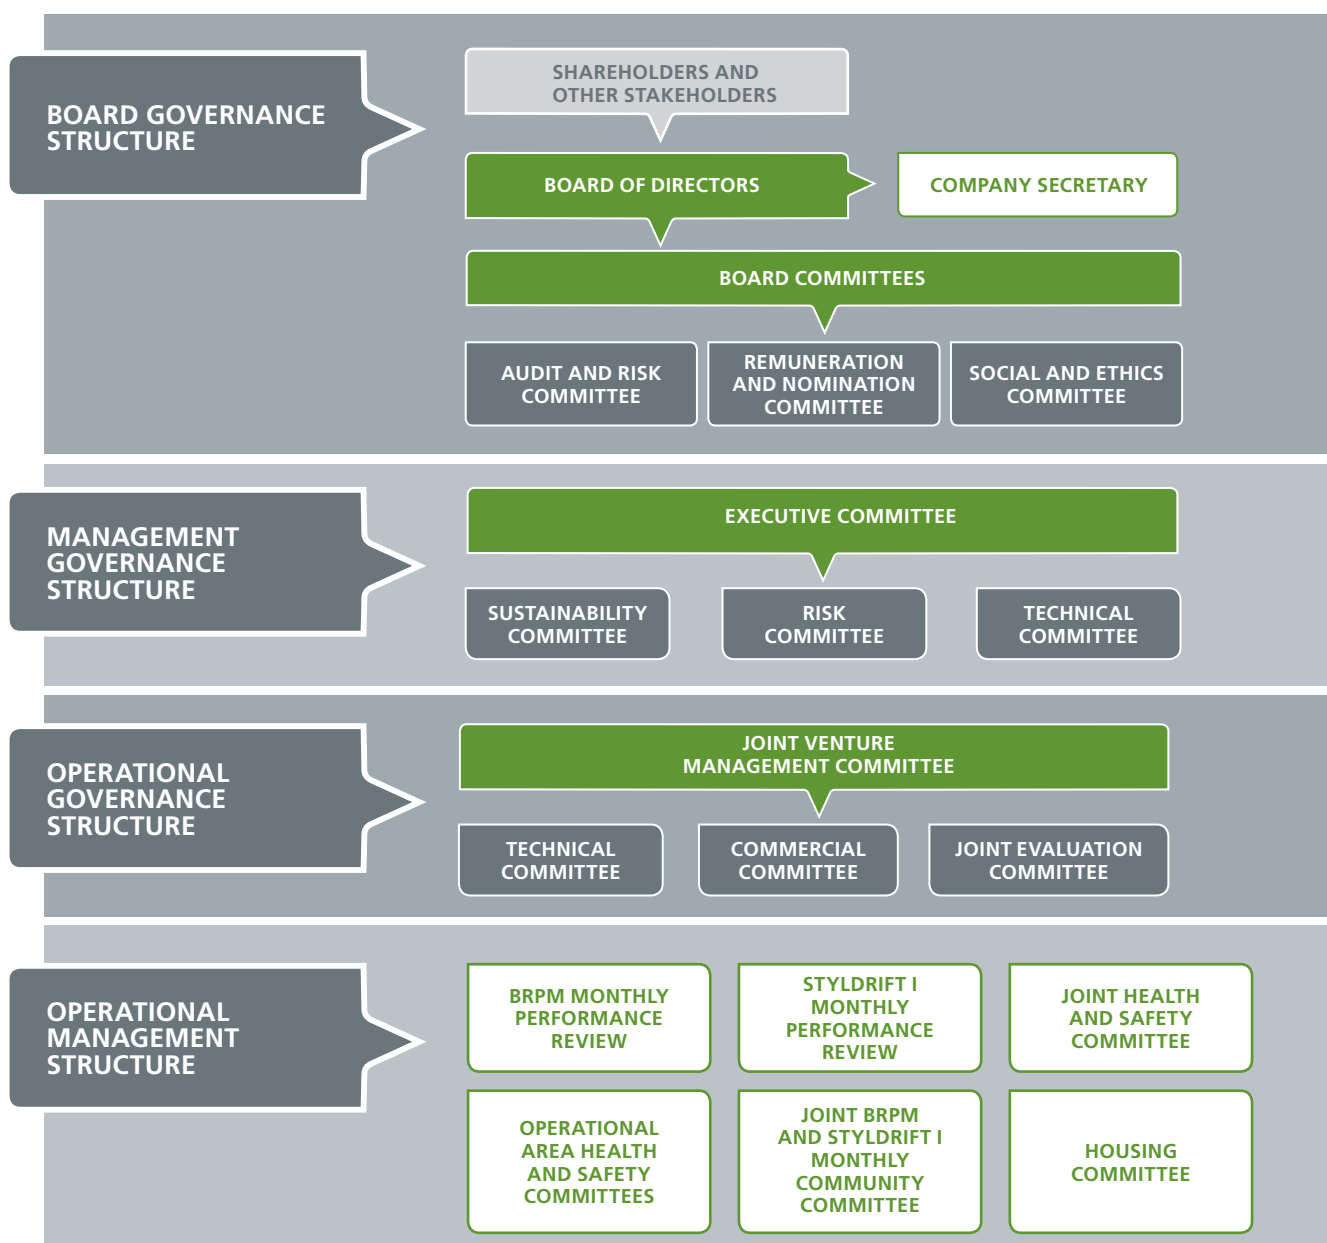 BOARD GOVERNANCE
STRUCTURE
SHAREHOLDERS AND
OTHER STAKEHOLDERS
BOARD OF DIRECTORS
COMPANY SECRETARY
BOARD COMMITTEES
AUDIT AND RISK
COMMITTEE
REMUNERATION
AND NOMINATION
COMMITTEE
SOCIAL AND ETHICS
COMMITTEE
MANAGEMENT
GOVERNANCE
STRUCTURE
EXECUTIVE COMMITTEE
SUSTAINABILITY
COMMITTEE
RISK
COMMITTEE
TECHNICAL
COMMITTEE
OPERATIONAL
GOVERNANCE
STRUCTURE
JOINT VENTURE
MANAGEMENT COMMITTEE
TECHNICAL
COMMITTEE
COMMERCIAL
COMMITTEE
JOINT EVALUATION
COMMITTEE
OPERATIONAL
MANAGEMENT
STRUCTURE
BRPM MONTHLY
PERFORMANCE
REVIEW
STYLDRIFT I
MONTHLY
PERFORMANCE
REVIEW
JOINT HEALTH
AND SAFETY
COMMITTEE
OPERATIONAL
AREA HEALTH
AND SAFETY
COMMITTEES
JOINT BRPM
AND STYLDRIFT I
MONTHLY
COMMUNITY
COMMITTEE
HOUSING
COMMITTEE